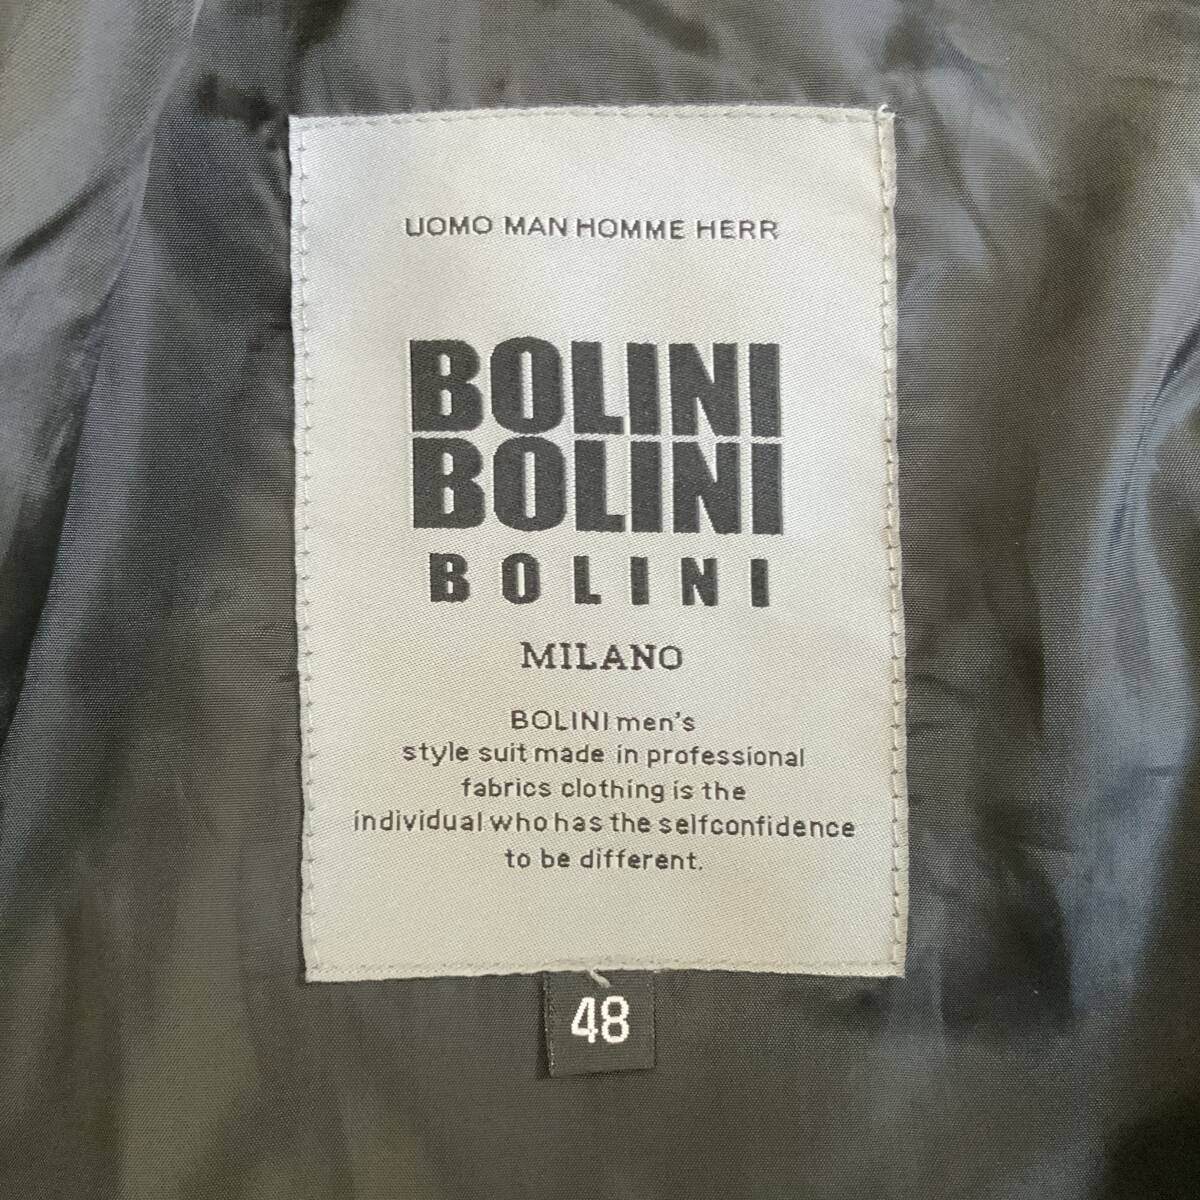 UOMO MAN HOMME HERR
BOLINI
BOLINI
BOLINI
MILANO
BOLINI men's
style suit made in professional
fabrics clothing is the
individual who has the selfconfidence
to be different.
48